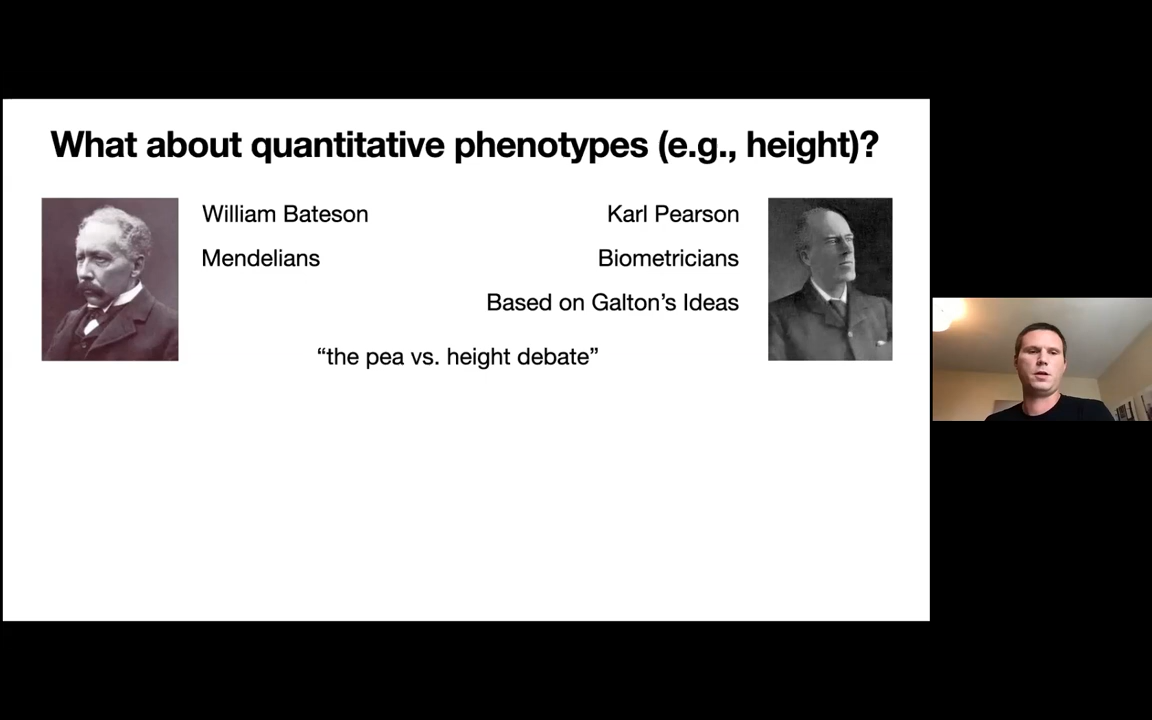 What about quantitative phenotypes (e.g., height)?
William Bateson
Mendelians
Karl Pearson
Biometricians
Based on Galton’s Ideas
“the pea vs. height debate”